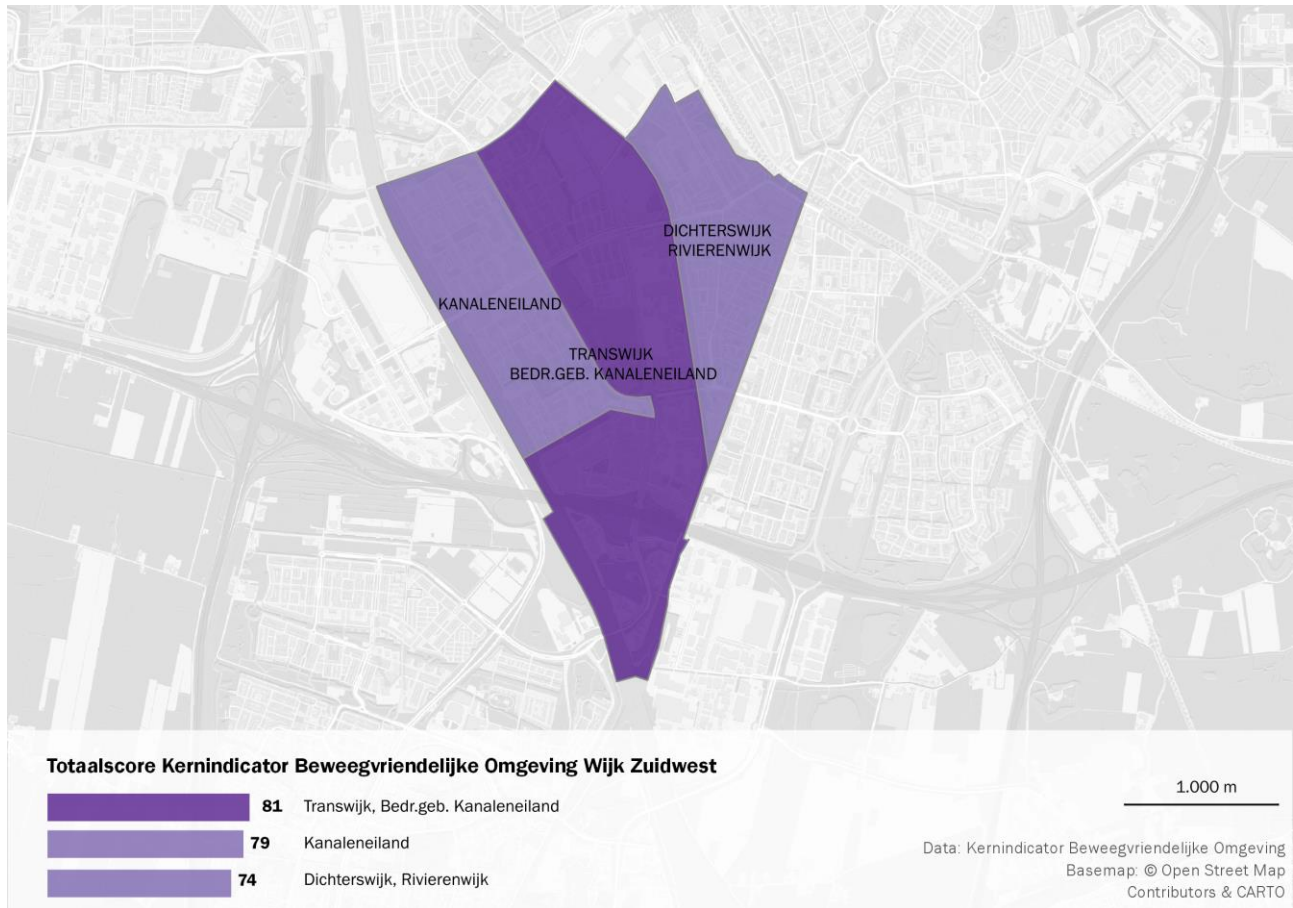 DICHTERSWIJK
RIVIERENWIJK
KANALENEILAND
TRANSWIJK
BEDR.GEB. KANALENEILAND
Totaalscore Kernindicator Beweegvriendelijke Omgeving Wijk Zuidwest
81 Transwijk, Bedr.geb. Kanaleneiland
79 Kanaleneiland
74 Dichterswijk, Rivierenwijk
1.000 m
Data: Kernindicator Beweegvriendelijke Omgeving
Basemap: © Open Street Map
Contributors & CARTO